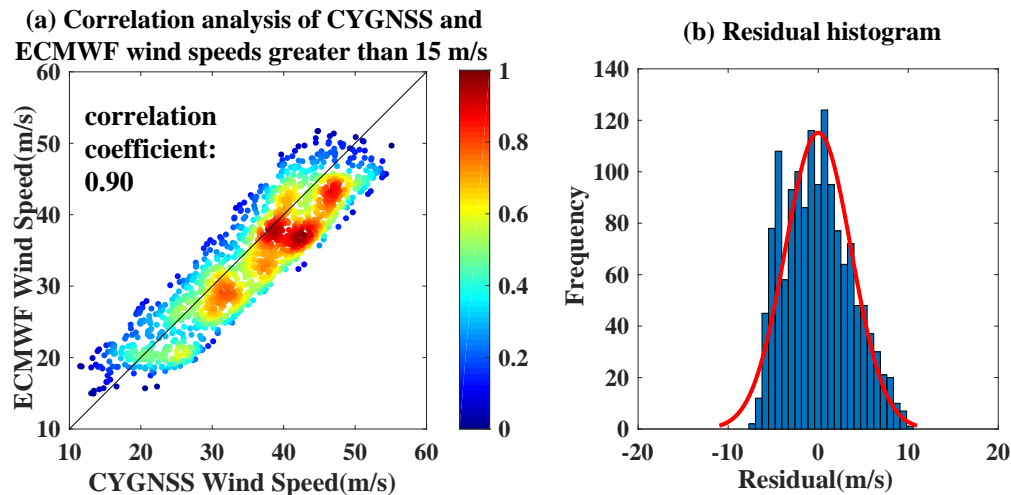 (a) Correlation analysis of CYGNSS and
ECMWF wind speeds greater than 15 m/s
correlation
coefficient:
0.90
ECMWF Wind Speed(m/s)
60
50
40
30
20
10
10 20 30 40 50 60
CYGNSS Wind Speed(m/s)
1
0.8
0.6
0.4
0.2
0
(b) Residual histogram
Frequency
140
120
100
80
60
40
20
0
-20 -10 0 10 20
Residual(m/s)